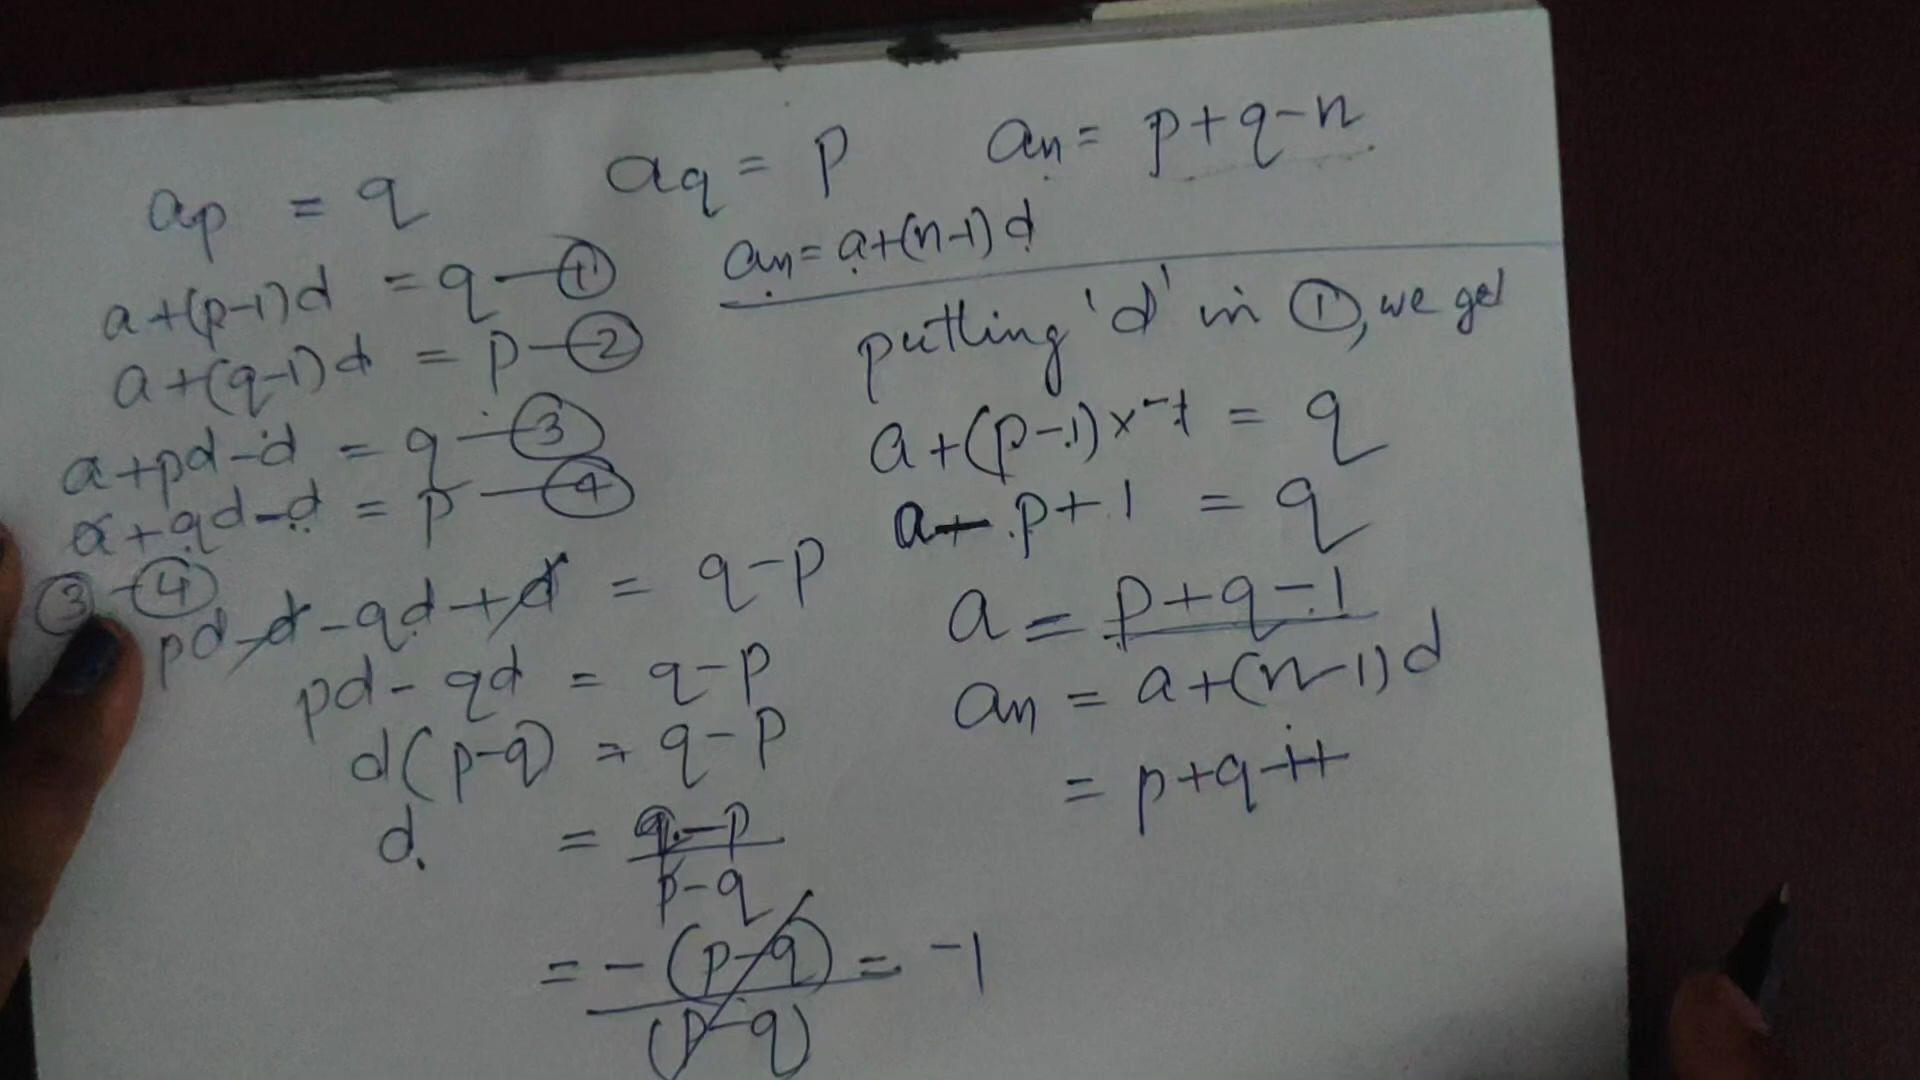 ap = q   aq = p   an = p+q-n
an = a+(n-1)d
a+(p-1)d = q — ①
a+(q-1)d = p — ②
a+pd-d = q — ③
a+qd-d = p — ④
③ - ④
pd-d-qd+d = q-p
pd-qd = q-p
d(p-q) = q-p
d = q-p
p-q
= -(p-q) = -1
(p-q)
putting 'd' in ①, we get
a+(p-1)x-1 = q
a-p+1 = q
a = p+q-1
an = a+(n-1)d
= p+q-1+